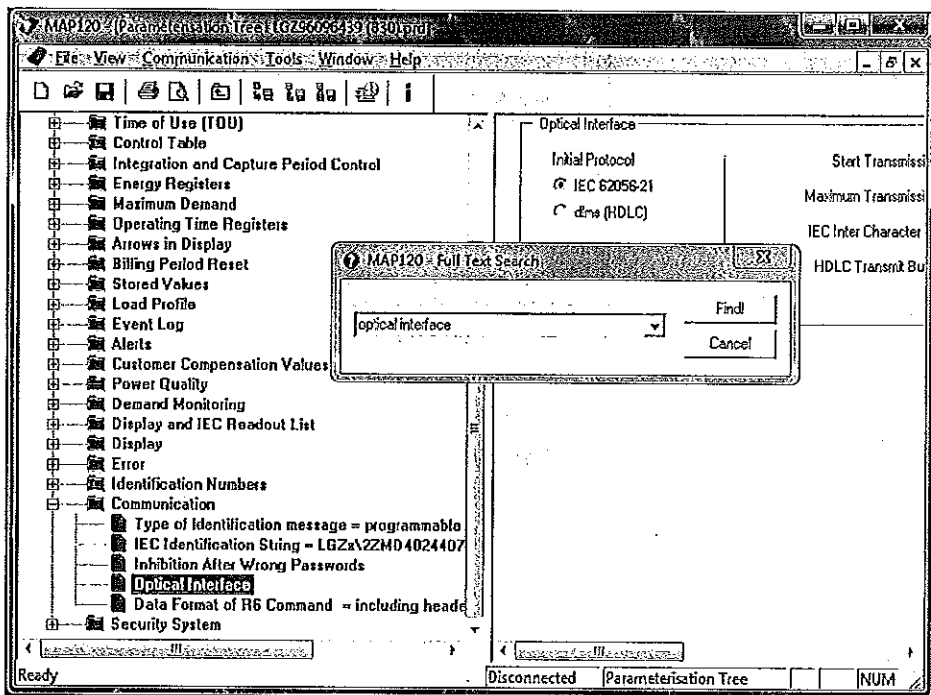 MAP120 - [Parameterisation Tree: LGZ96096439 (830).prd]
File View Communication Tools Window Help
Time of Use (TOU)
Control Table
Integration and Capture Period Control
Energy Registers
Maximum Demand
Operating Time Registers
Arrows in Display
Billing Period Reset
Stored Values
Load Profile
Event Log
Alerts
Customer Compensation Values
Power Quality
Demand Monitoring
Display and IEC Readout List
Display
Error
Identification Numbers
Communication
Type of Identification message = programmable
IEC Identification String = LGZx\2ZMD4024407
Inhibition After Wrong Passwords
Optical Interface
Data Format of R6 Command = including heade
Security System
Optical Interface
Initial Protocol
IEC 62056-21
dlms (HDLC)
Start Transmissi
Maximum Transmissi
IEC Inter Character
HDLC Transmit Bu
MAP120 - Full Text Search
optical interface
Find!
Cancel
Ready
Disconnected
Parameterisation Tree
NUM